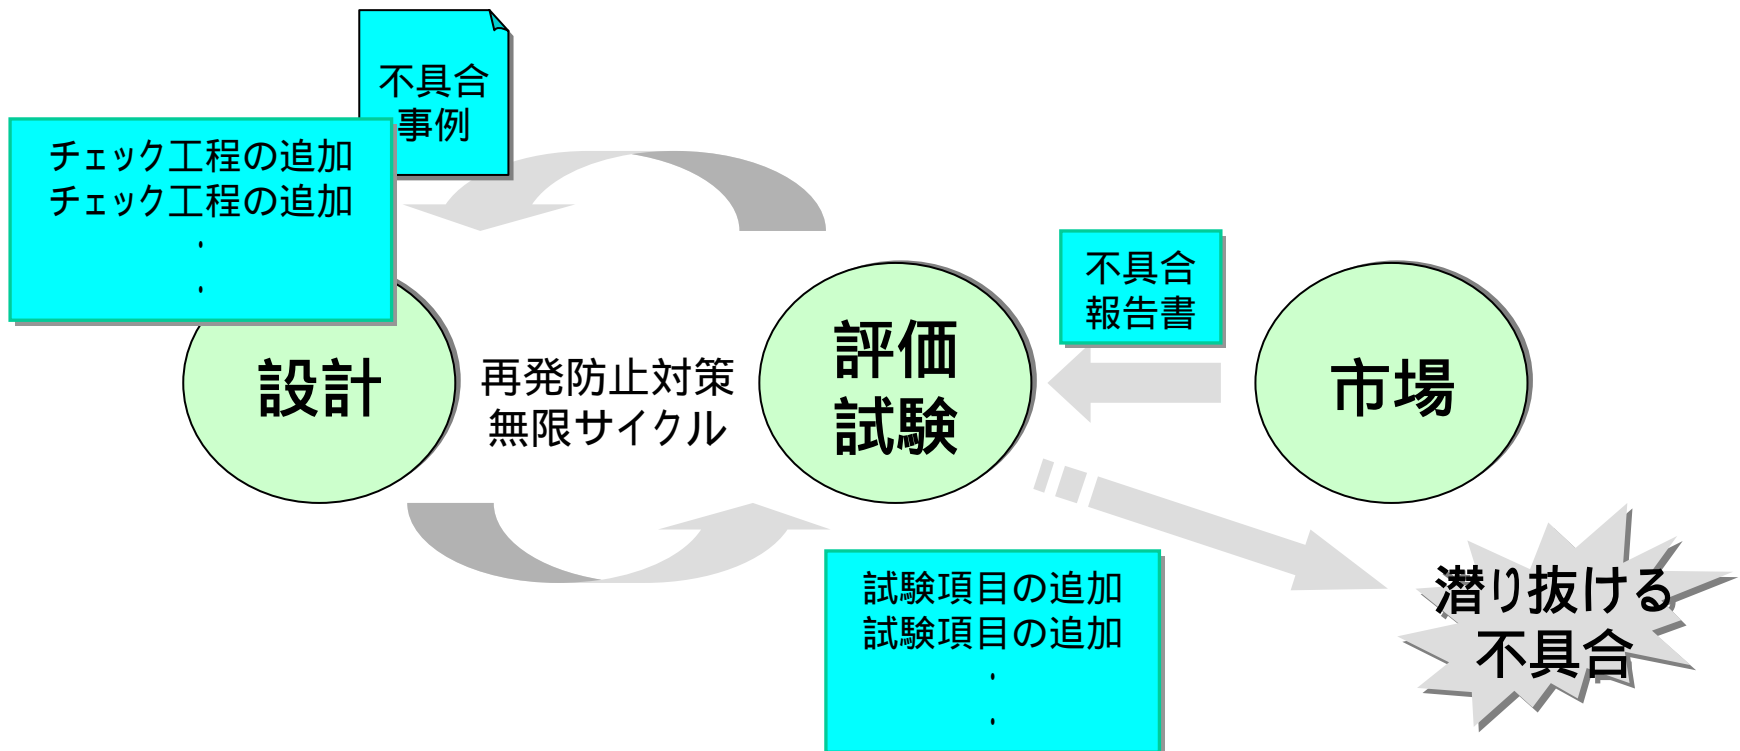 不具合
事例
チェック工程の追加
チェック工程の追加
・
・
設計
再発防止対策
無限サイクル
評価
試験
不具合
報告書
市場
試験項目の追加
試験項目の追加
・
・
潜り抜ける
不具合